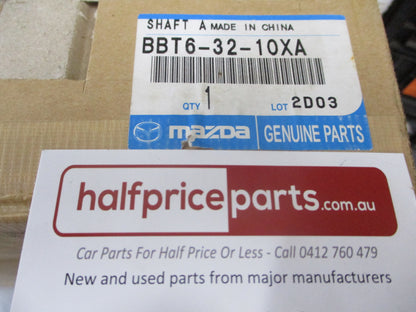 SHAFT A MADE IN CHINA
BBT6-32-10XA
QTY 1 LOT 2D03
mazda GENUINE PARTS
halfpriceparts.com.au
Car Parts For Half Price Or Less - Call 0412 760 479
New and used parts from major manufacturers